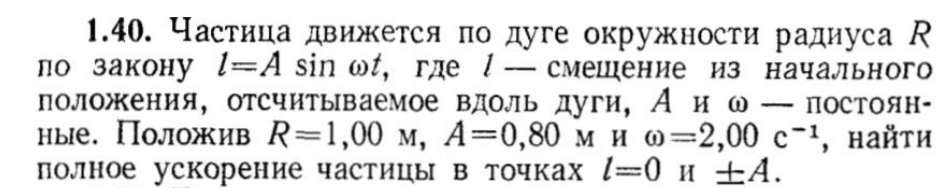 1.40. Частица движется по дуге окружности радиуса R
по закону l=A sin ωt, где l — смещение из начального
положения, отсчитываемое вдоль дуги, A и ω — постоян-
ные. Положив R=1,00 м, A=0,80 м и ω=2,00 с⁻¹, найти
полное ускорение частицы в точках l=0 и ±A.